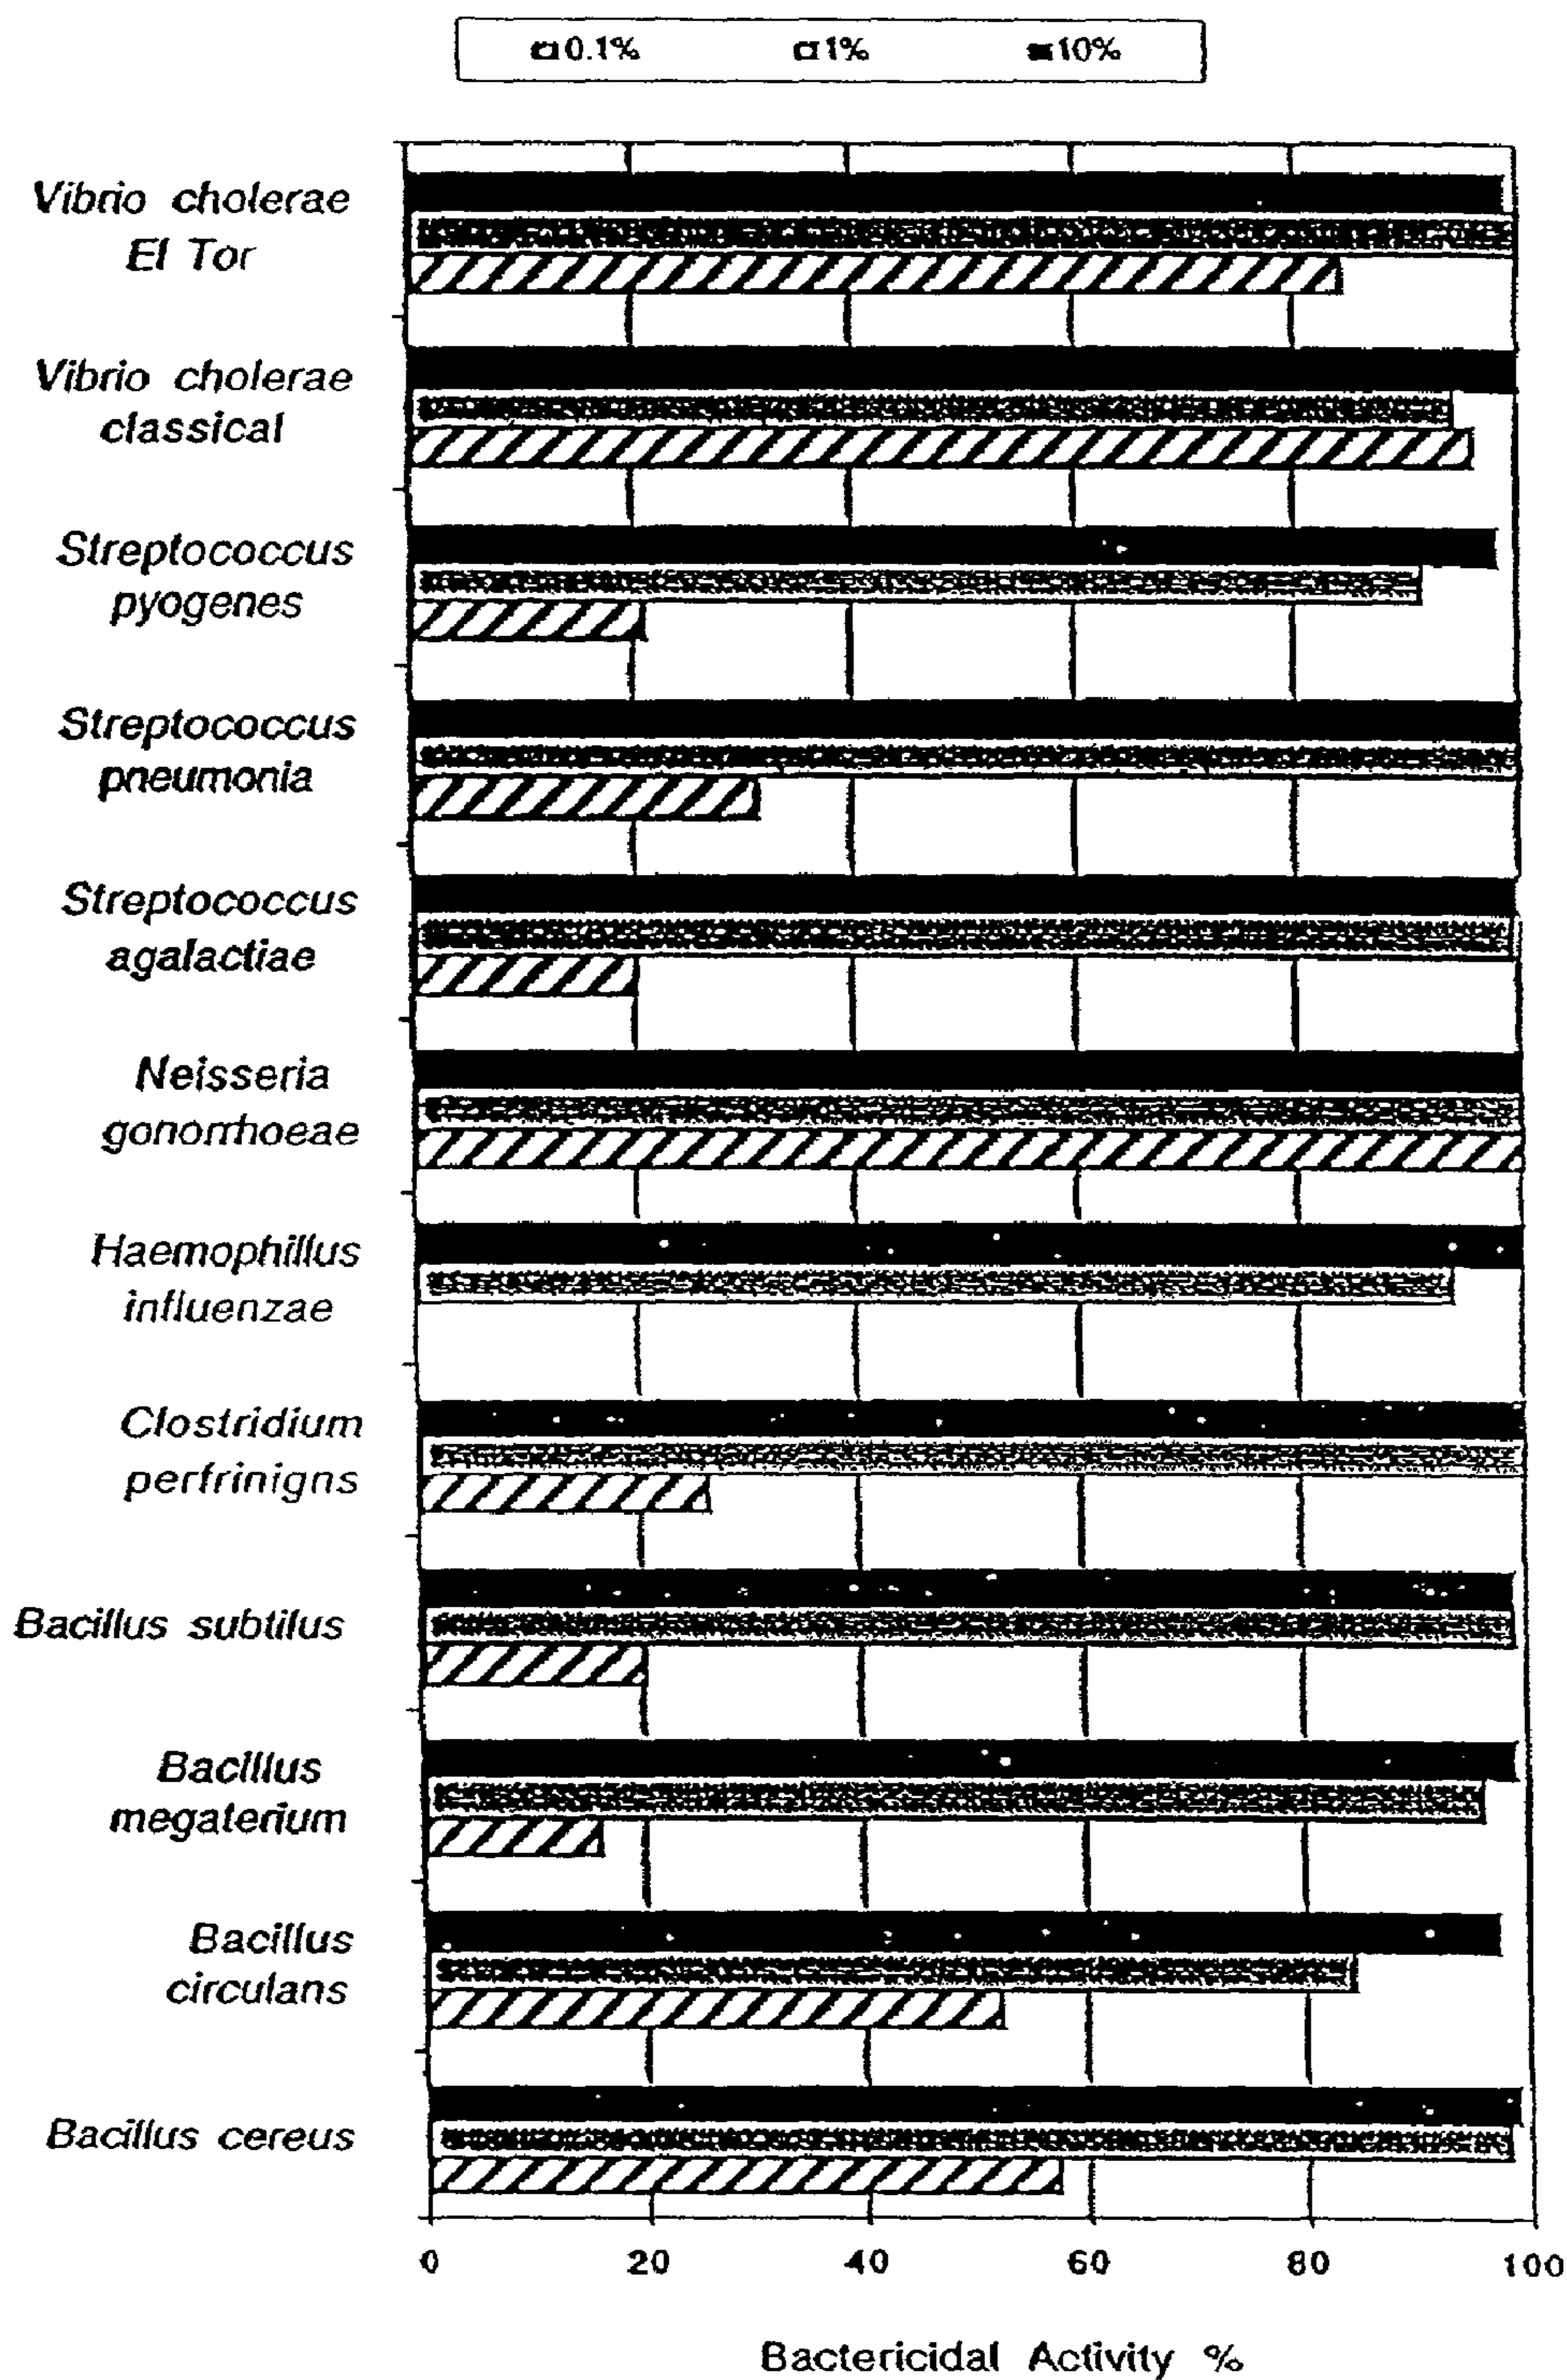 0.1% 1% 10%
Vibrio cholerae
El Tor
Vibrio cholerae
classical
Streptococcus
pyogenes
Streptococcus
pneumonia
Streptococcus
agalactiae
Neisseria
gonorrhoeae
Haemophillus
influenzae
Clostridium
perfrinigns
Bacillus subtilus
Bacillus
megaterium
Bacillus
circulans
Bacillus cereus
0 20 40 60 80 100
Bactericidal Activity %